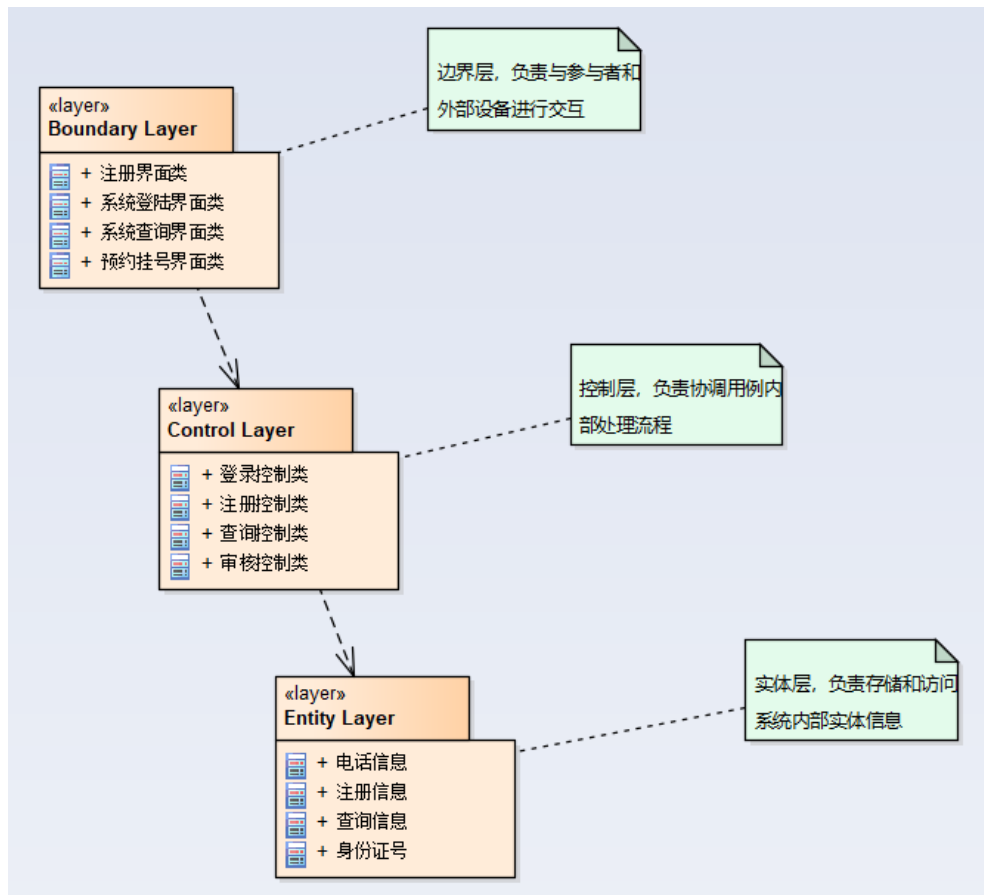 边界层，负责与参与者和
外部设备进行交互
«layer»
Boundary Layer
+ 注册界面类
+ 系统登陆界面类
+ 系统查询界面类
+ 预约挂号界面类
控制层，负责协调用例内
部处理流程
«layer»
Control Layer
+ 登录控制类
+ 注册控制类
+ 查询控制类
+ 审核控制类
实体层，负责存储和访问
系统内部实体信息
«layer»
Entity Layer
+ 电话信息
+ 注册信息
+ 查询信息
+ 身份证号